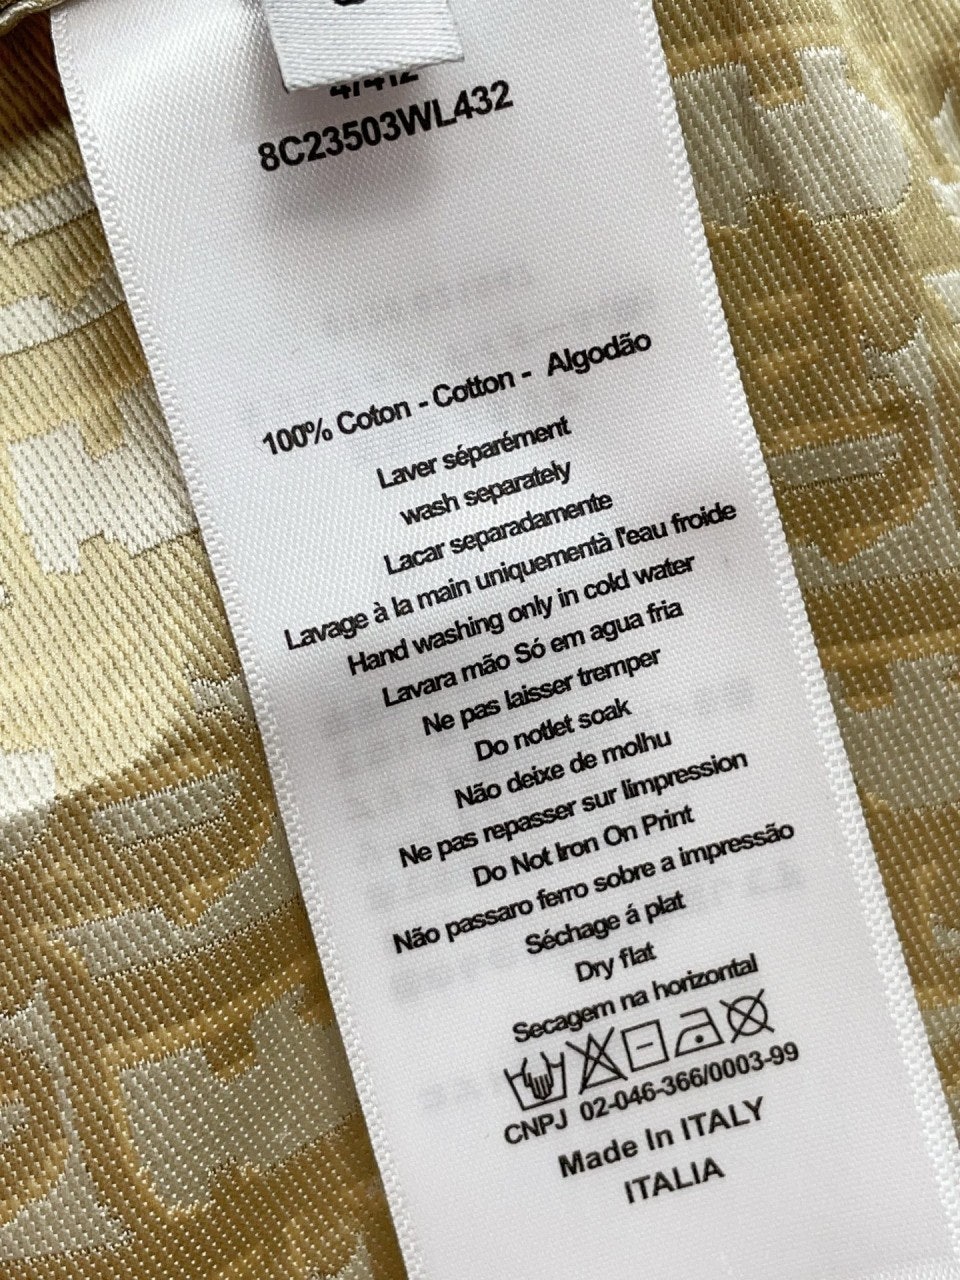 8C23503WL432
100% Coton - Cotton - Algodão
Laver séparément
wash separately
Lacar separadamente
Lavage à la main uniquementà l'eau froide
Hand washing only in cold water
Lavara mão Só em agua fria
Ne pas laisser tremper
Do notlet soak
Não deixe de molhu
Ne pas repasser sur limpression
Do Not Iron On Print
Não passaro ferro sobre a impressão
Séchage á plat
Dry flat
Secagem na horizontal
CNPJ 02-046-366/0003-99
Made In ITALY
ITALIA